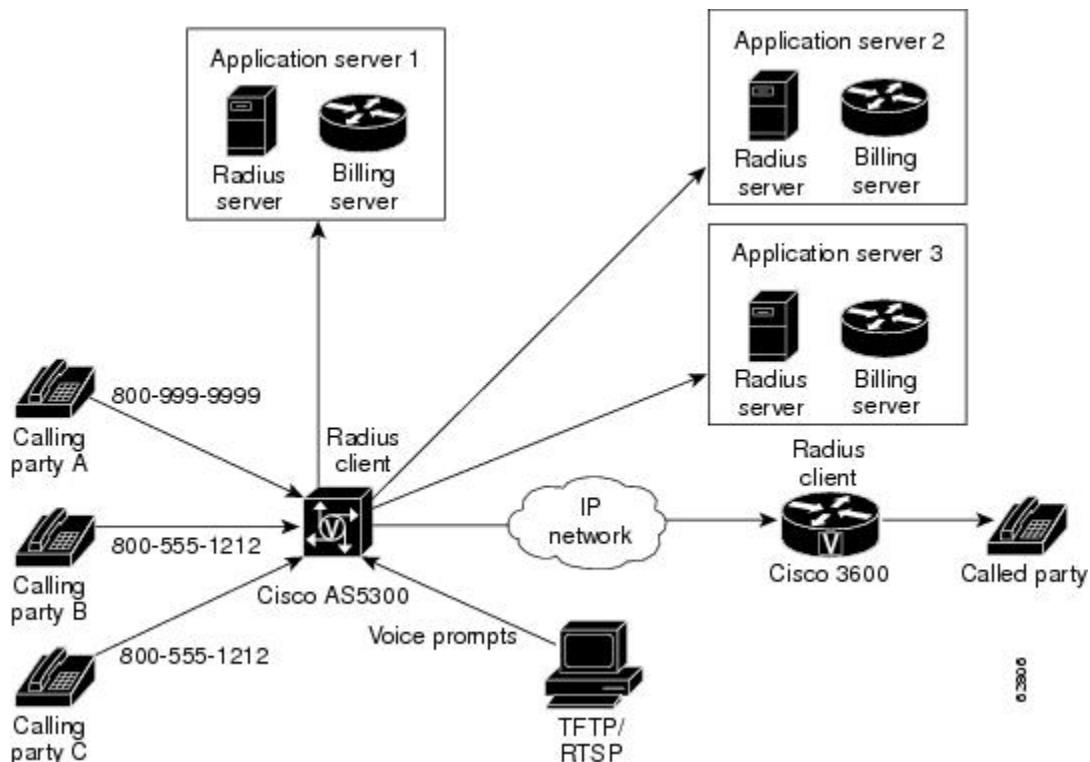 Application server 1
Radius
server
Billing
server
Application server 2
Radius
server
Billing
server
Application server 3
Radius
server
Billing
server
800-999-9999
Calling
party A
Radius
client
800-555-1212
Calling
party B
Cisco AS5300
IP
network
Radius
client
Cisco 3600
Called party
Voice prompts
800-555-1212
Calling
party C
TFTP/
RTSP
V
V
62806